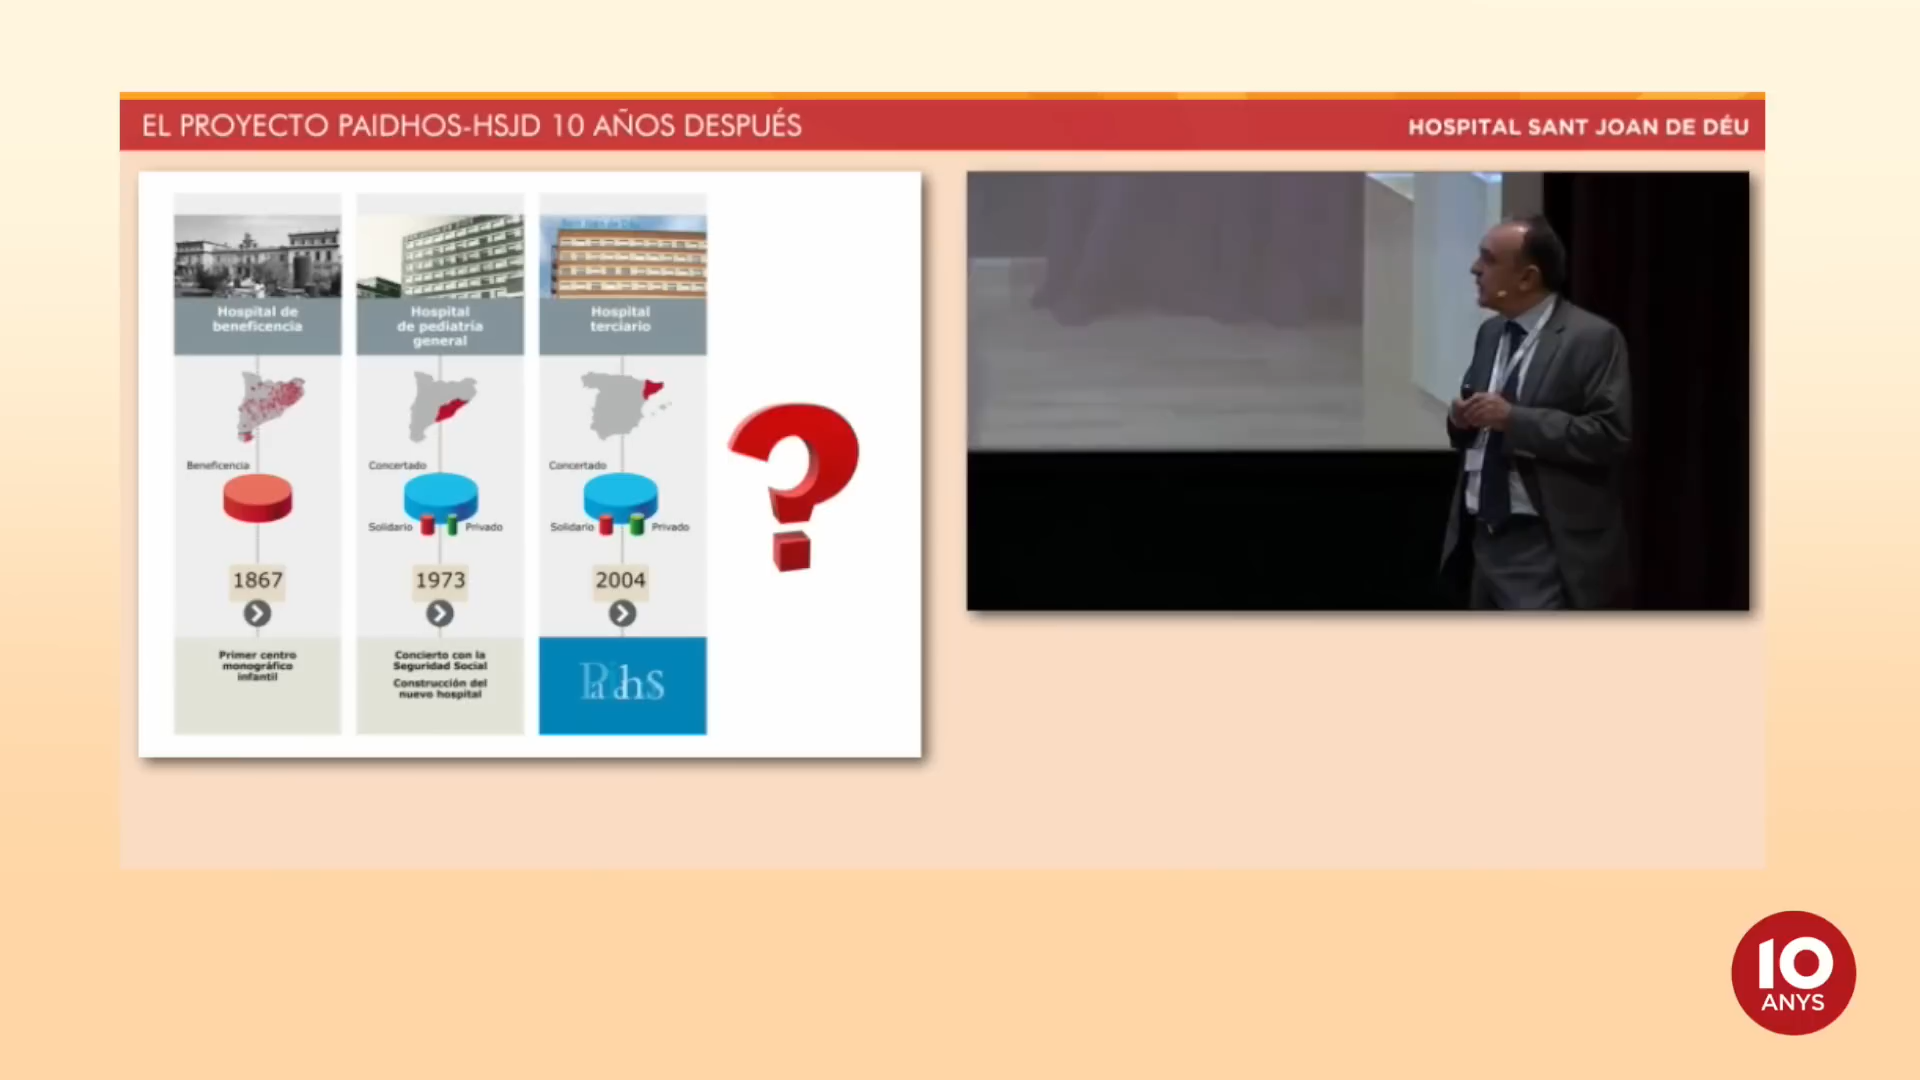 EL PROYECTO PAIDHOS-HSJD 10 AÑOS DESPUÉS
HOSPITAL SANT JOAN DE DÉU
Hospital de
beneficencia
Beneficencia
1867
Primer centro
monográfico
infantil
Hospital
de pediatría
general
Concertado
Solidario
Privado
1973
Concierto con la
Seguridad Social
Construcción del
nuevo hospital
Hospital
terciario
Concertado
Solidario
Privado
2004
Paidhos
?
10
ANYS